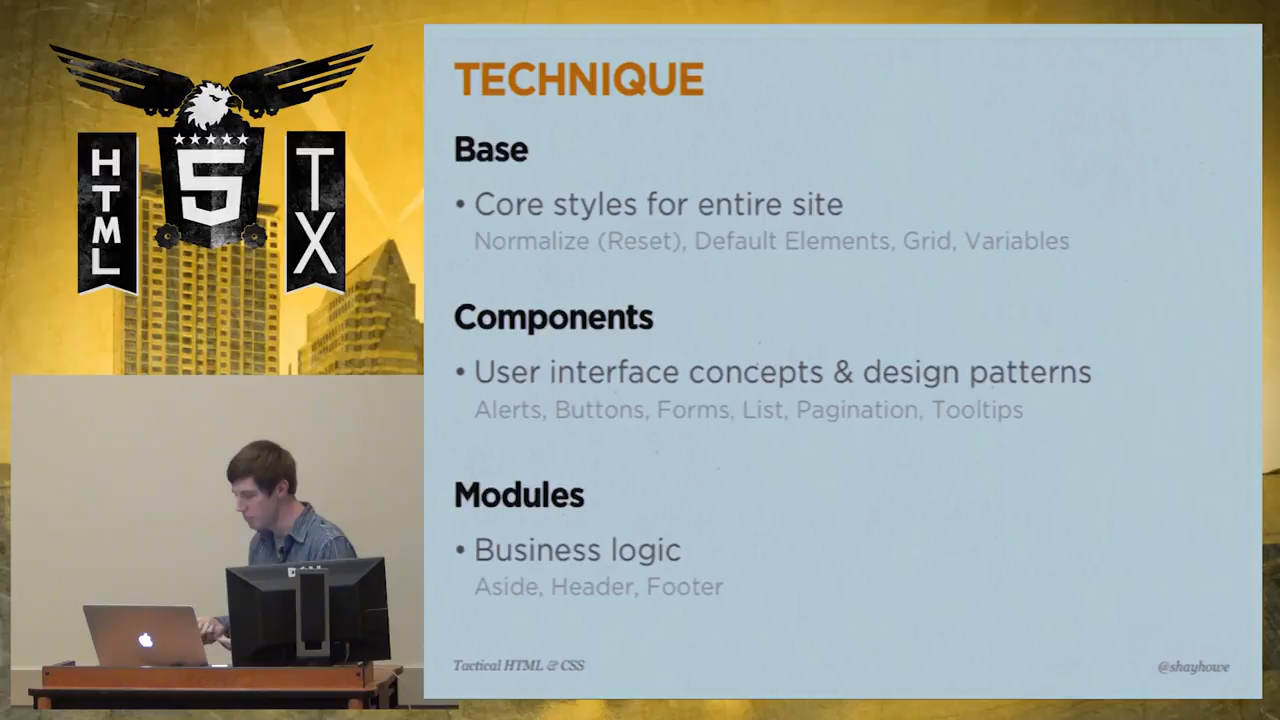 HTML
5
TX
TECHNIQUE
Base
• Core styles for entire site
Normalize (Reset), Default Elements, Grid, Variables
Components
• User interface concepts & design patterns
Alerts, Buttons, Forms, List, Pagination, Tooltips
Modules
• Business logic
Aside, Header, Footer
Tactical HTML & CSS
@shayhowe